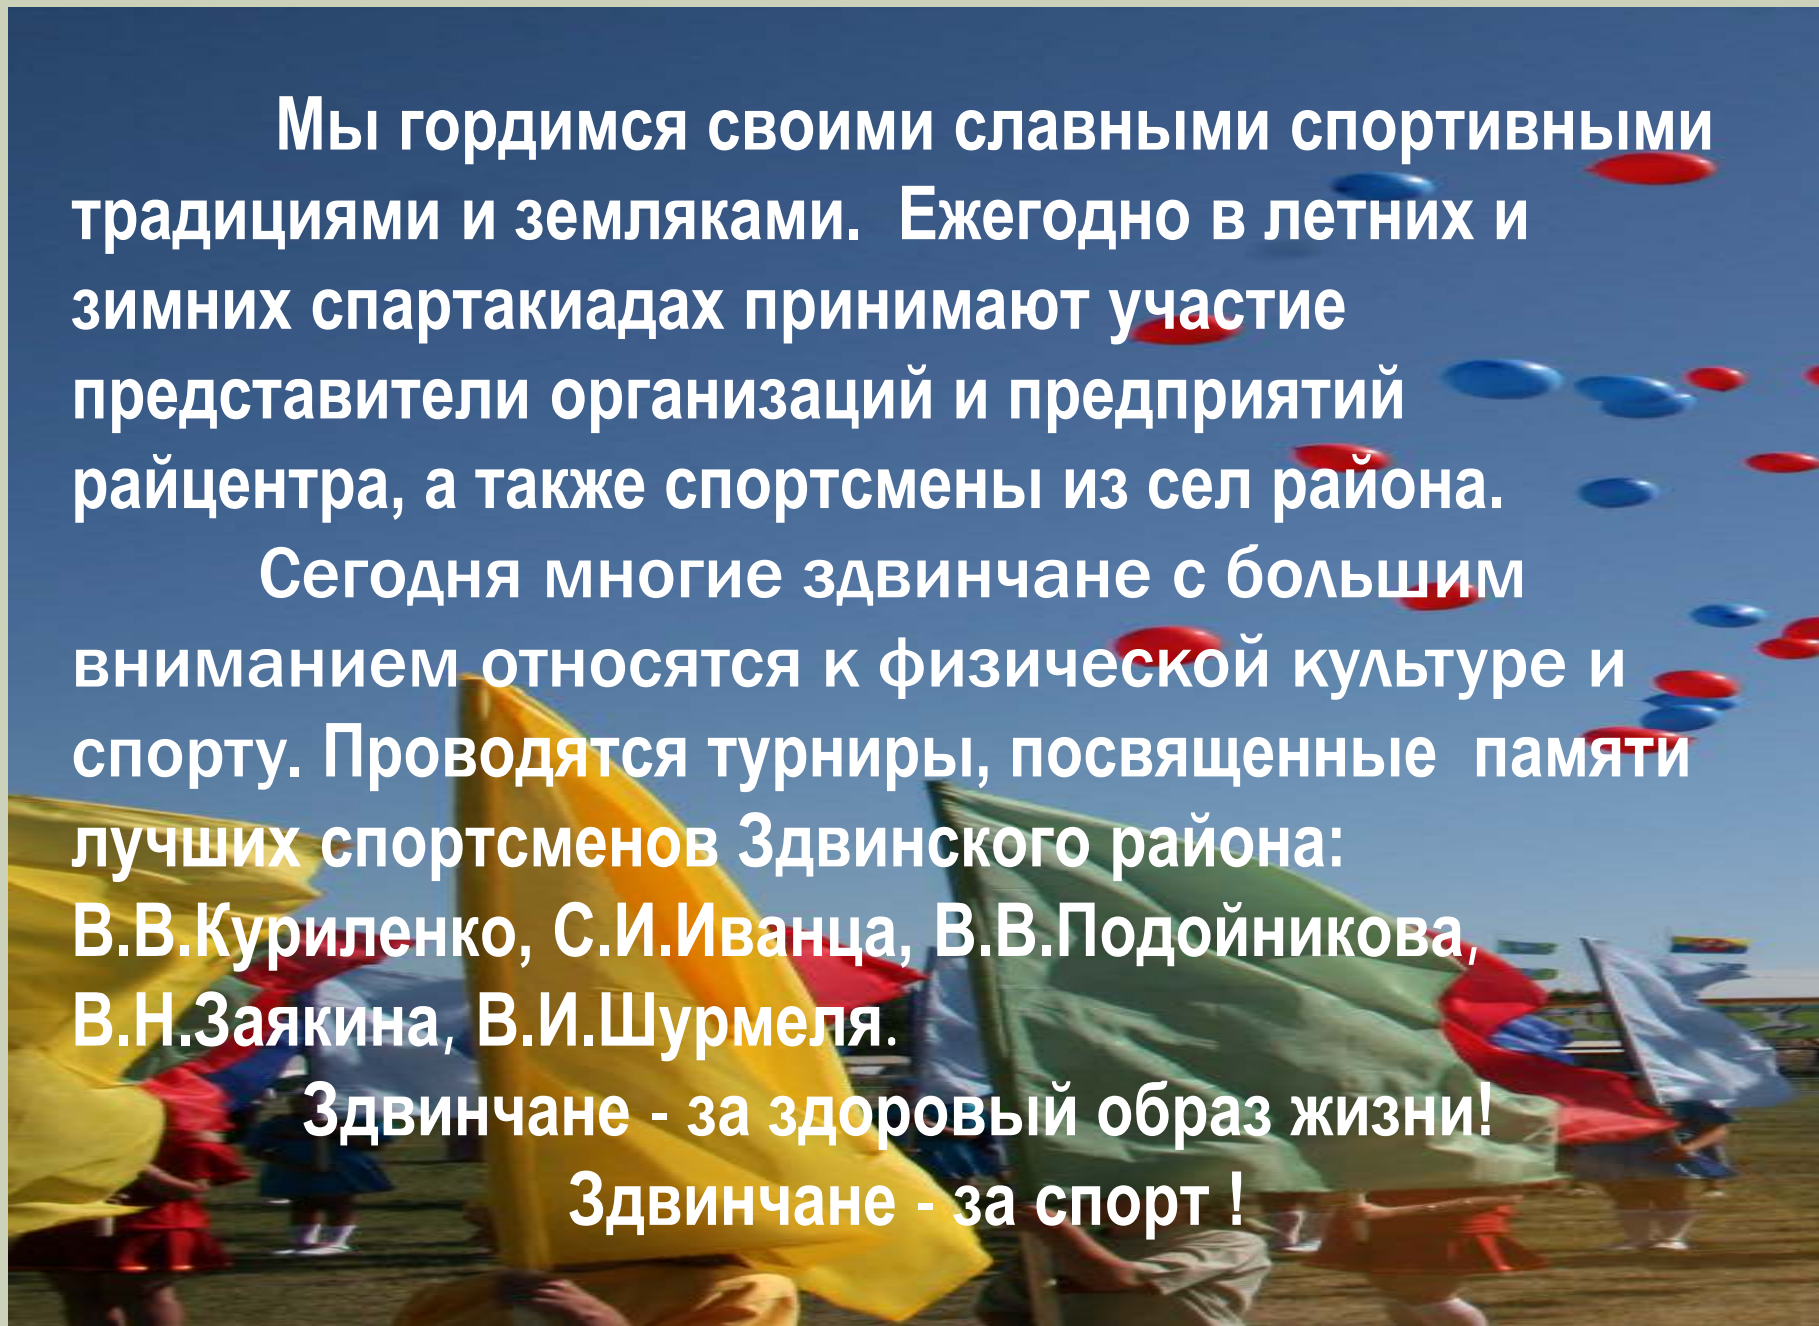 Мы гордимся своими славными спортивными
традициями и земляками. Ежегодно в летних и
зимних спартакиадах принимают участие
представители организаций и предприятий
райцентра, а также спортсмены из сел района.
Сегодня многие здвинчане с большим
вниманием относятся к физической культуре и
спорту. Проводятся турниры, посвященные памяти
лучших спортсменов Здвинского района:
В.В.Куриленко, С.И.Иванца, В.В.Подойникова,
В.Н.Заякина, В.И.Шурмеля.
Здвинчане - за здоровый образ жизни!
Здвинчане - за спорт !